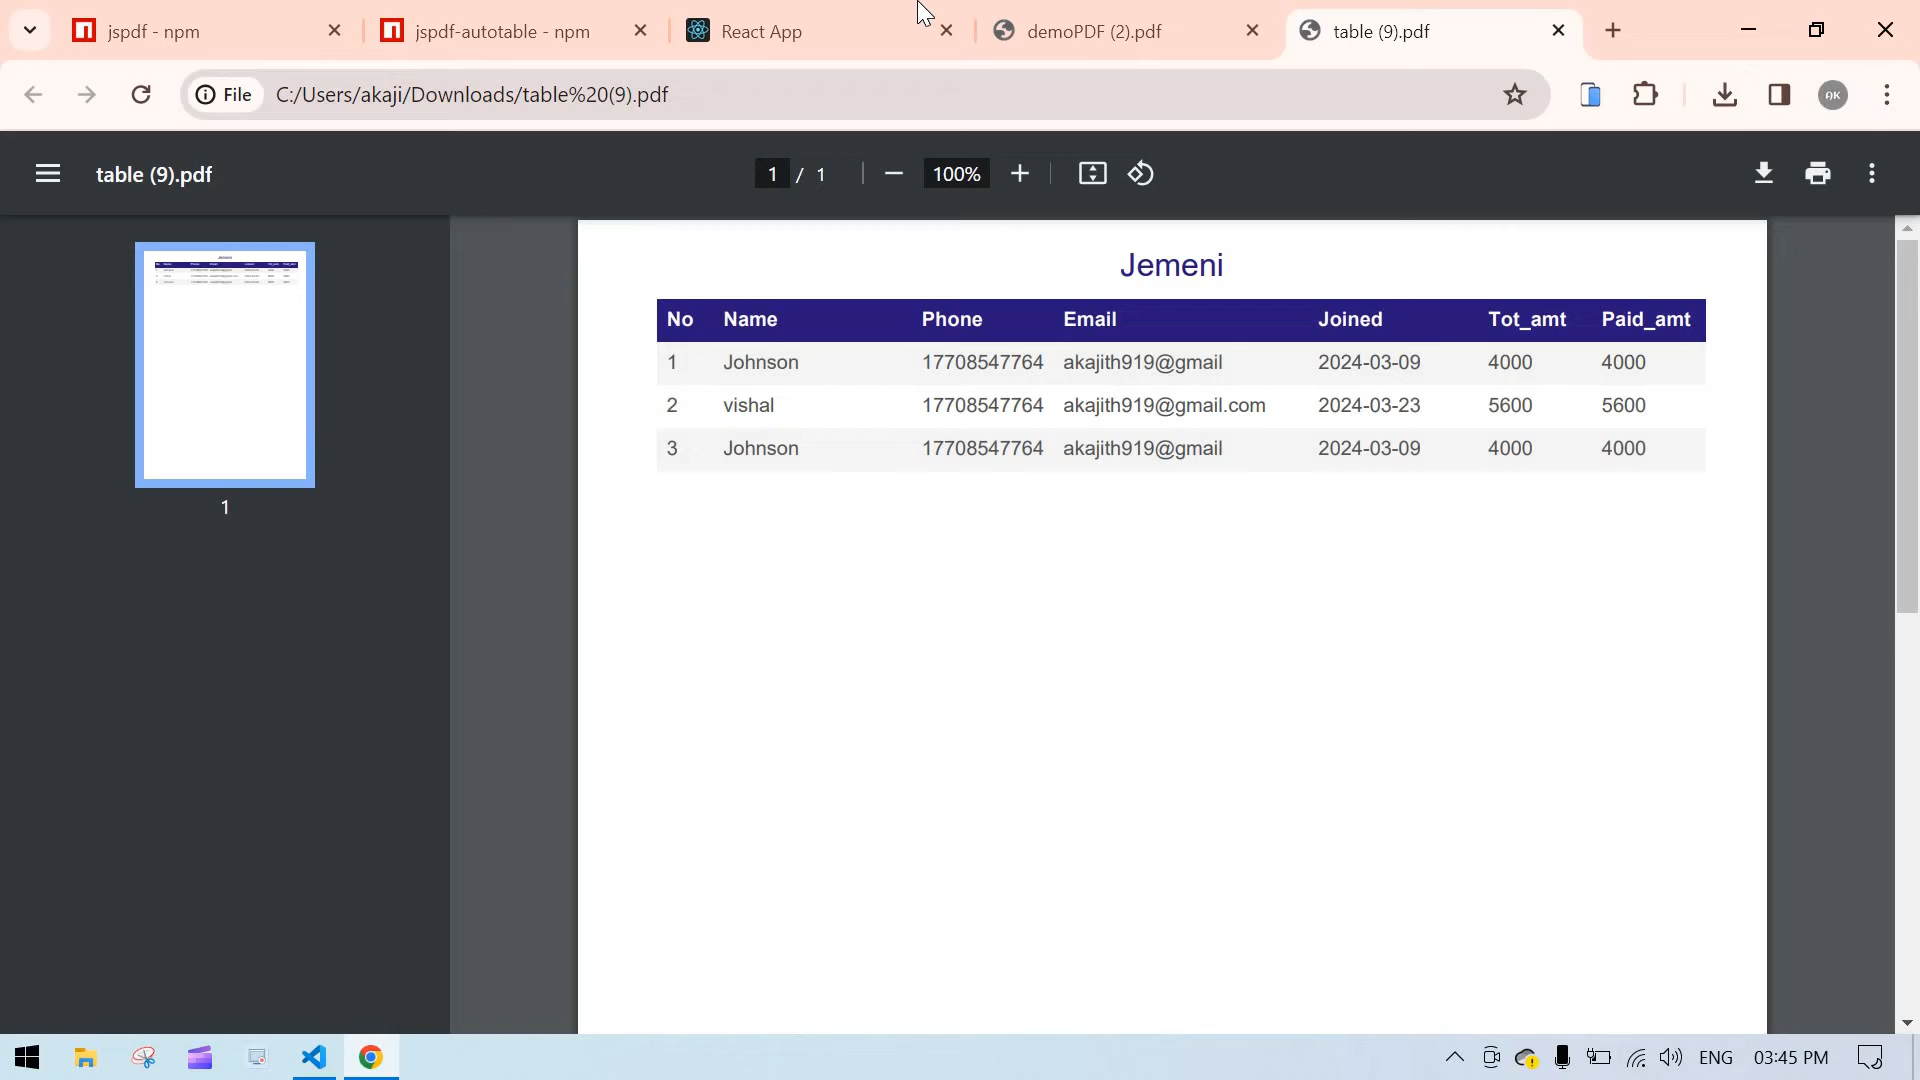 jspdf - npm
jspdf-autotable - npm
React App
demoPDF (2).pdf
table (9).pdf
File C:/Users/akaji/Downloads/table%20(9).pdf
AK
table (9).pdf
1 / 1
100%
Jemeni
No Name Phone Email Joined Tot_amt Paid_amt
1 Johnson 17708547764 akajith919@gmail 2024-03-09 4000 4000
2 vishal 17708547764 akajith919@gmail.com 2024-03-23 5600 5600
3 Johnson 17708547764 akajith919@gmail 2024-03-09 4000 4000
1
ENG 03:45 PM